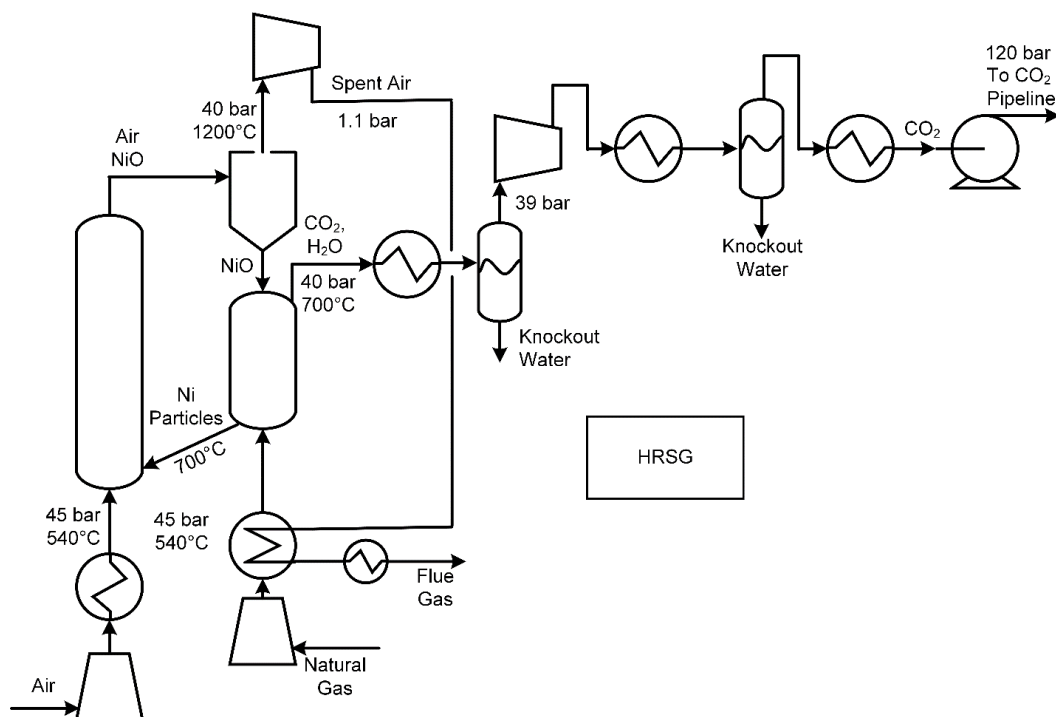 Spent Air
1.1 bar
40 bar
1200°C
Air
NiO
120 bar
To CO₂
Pipeline
CO₂
39 bar
CO₂,
H₂O
NiO
40 bar
700°C
Knockout
Water
Knockout
Water
Ni
Particles
700°C
HRSG
45 bar
540°C
45 bar
540°C
Flue
Gas
Natural
Gas
Air